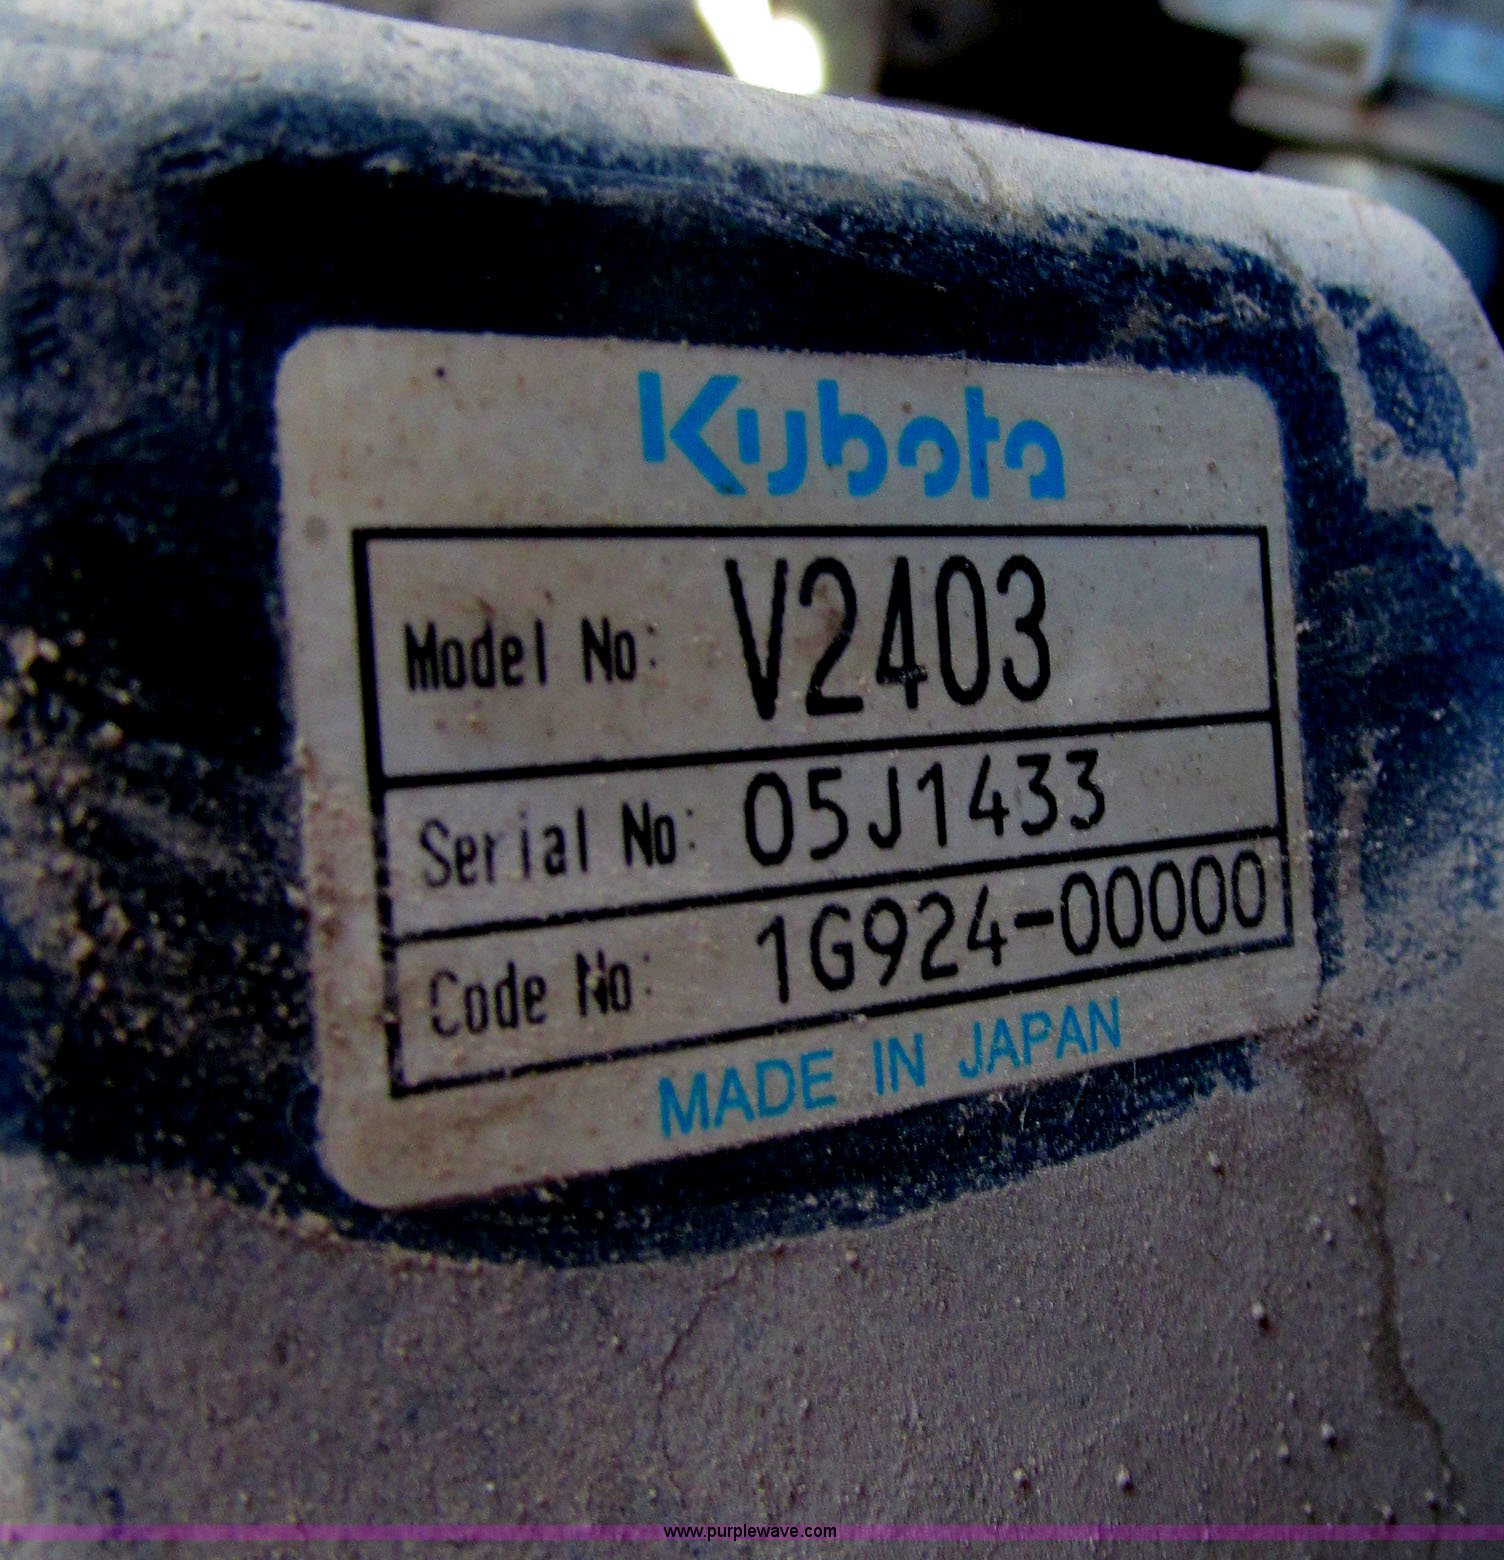 Kubota
Model No: V2403
Serial No: 05J1433
Code No: 1G924-00000
MADE IN JAPAN
www.purplewave.com